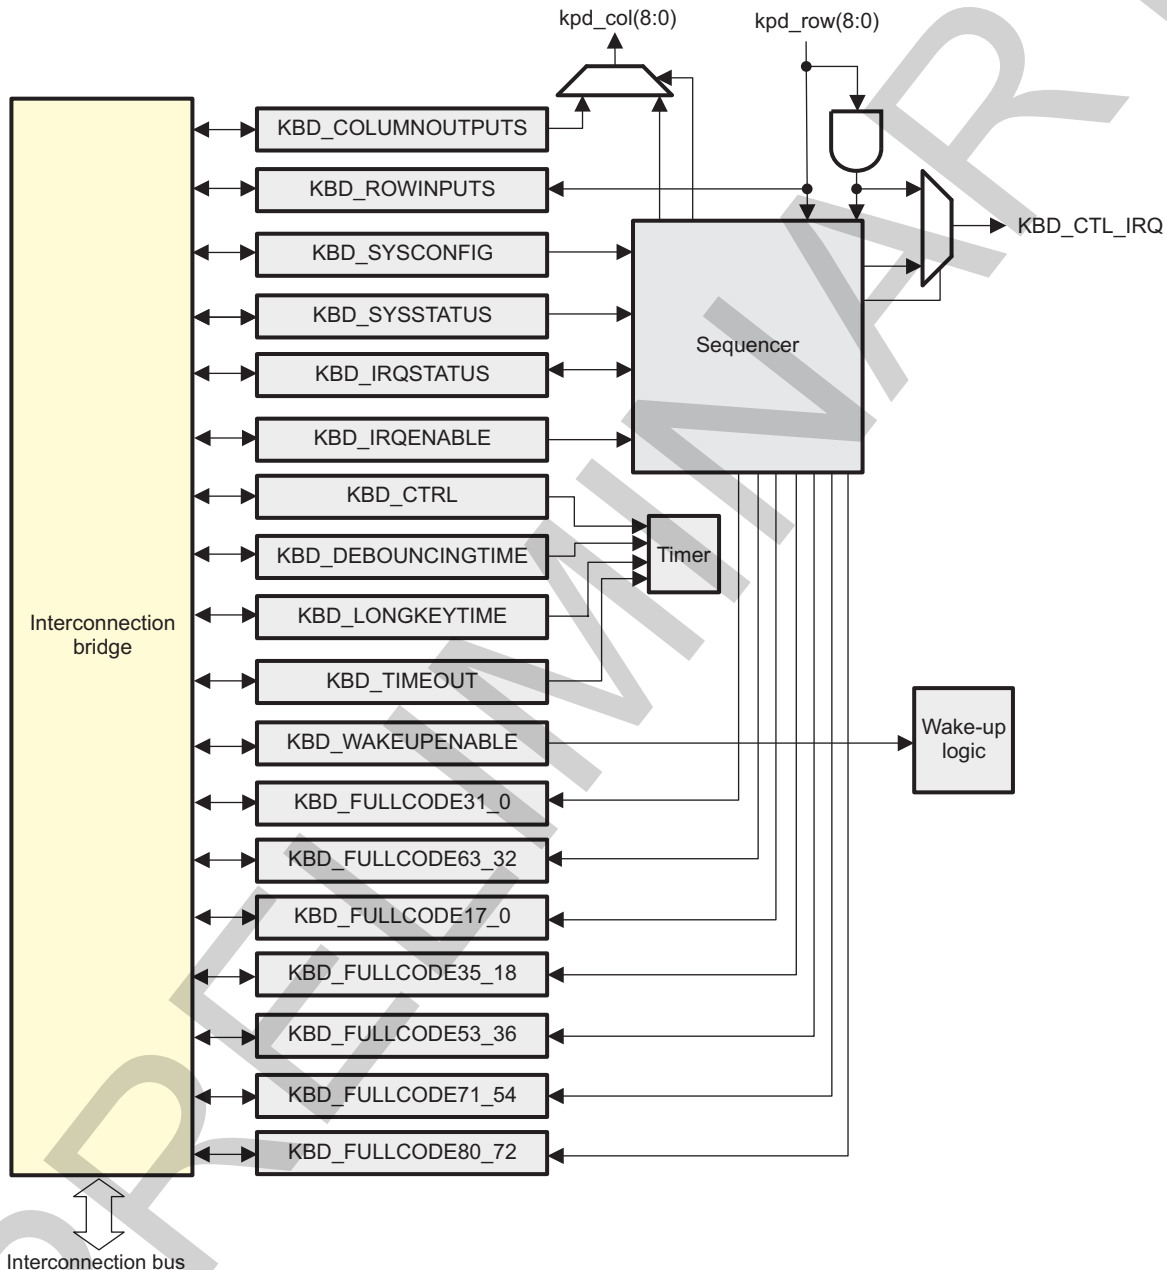 kpd_col(8:0)
kpd_row(8:0)
KBD_COLUMNOUTPUTS
KBD_ROWINPUTS
KBD_CTL_IRQ
KBD_SYSCONFIG
KBD_SYSSTATUS
Sequencer
KBD_IRQSTATUS
KBD_IRQENABLE
KBD_CTRL
KBD_DEBOUNCINGTIME
Timer
KBD_LONGKEYTIME
Interconnection
bridge
KBD_TIMEOUT
KBD_WAKEUPENABLE
Wake-up
logic
KBD_FULLCODE31_0
KBD_FULLCODE63_32
KBD_FULLCODE17_0
KBD_FULLCODE35_18
KBD_FULLCODE53_36
KBD_FULLCODE71_54
KBD_FULLCODE80_72
Interconnection bus
PRELIMINARY